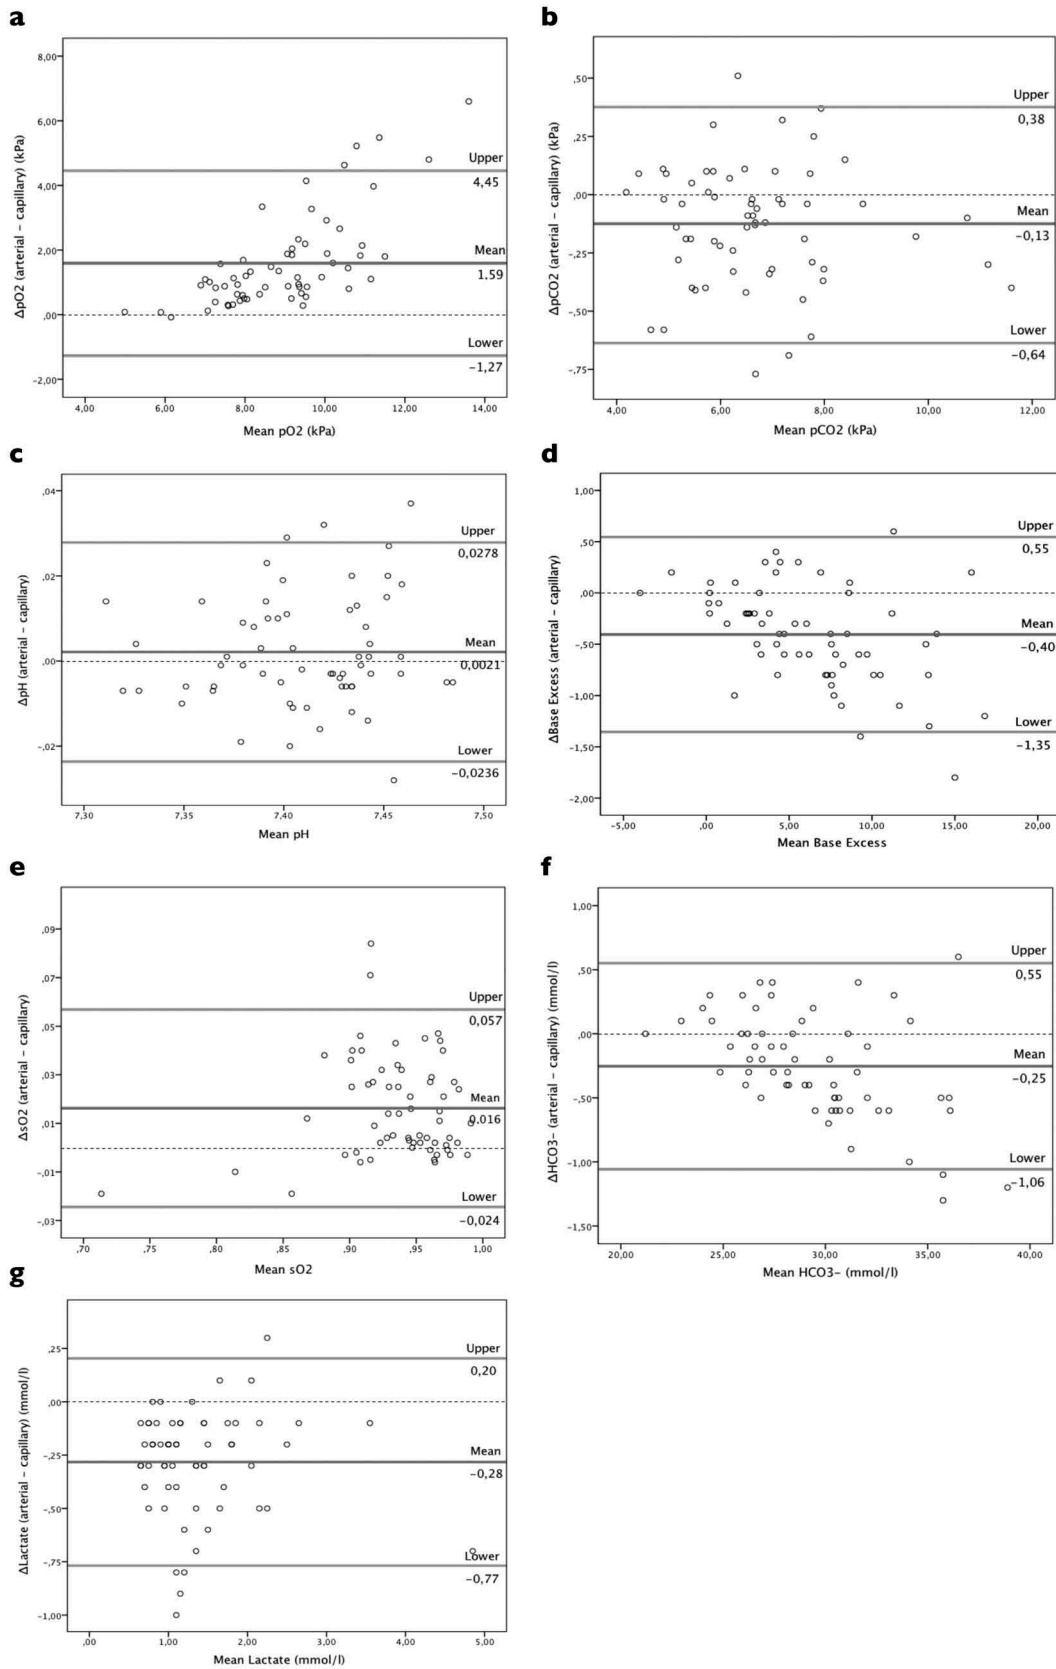 a
8,00
6,00
4,00
2,00
,00
−2,00
ΔpO2 (arterial − capillary) (kPa)
Upper
4,45
Mean
1,59
Lower
−1,27
4,00 6,00 8,00 10,00 12,00 14,00
Mean pO2 (kPa)
b
,50
,25
,00
−,25
−,50
−,75
ΔpCO2 (arterial − capillary) (kPa)
Upper
0,38
Mean
−0,13
Lower
−0,64
4,00 6,00 8,00 10,00 12,00
Mean pCO2 (kPa)
c
,04
,02
,00
−,02
ΔpH (arterial − capillary)
Upper
0,0278
Mean
0,0021
Lower
−0,0236
7,30 7,35 7,40 7,45 7,50
Mean pH
d
1,00
,50
,00
−,50
−1,00
−1,50
−2,00
ΔBase Excess (arterial − capillary)
Upper
0,55
Mean
−0,40
Lower
−1,35
−5,00 ,00 5,00 10,00 15,00 20,00
Mean Base Excess
e
,09
,07
,05
,03
,01
−,01
−,03
ΔsO2 (arterial − capillary)
Upper
0,057
Mean
0,016
Lower
−0,024
,70 ,75 ,80 ,85 ,90 ,95 1,00
Mean sO2
f
1,00
,50
,00
−,50
−1,00
−1,50
ΔHCO3− (arterial − capillary) (mmol/l)
Upper
0,55
Mean
−0,25
Lower
−1,06
20,00 25,00 30,00 35,00 40,00
Mean HCO3− (mmol/l)
g
,25
,00
−,25
−,50
−,75
−1,00
ΔLactate (arterial − capillary) (mmol/l)
Upper
0,20
Mean
−0,28
Lower
−0,77
,00 1,00 2,00 3,00 4,00 5,00
Mean Lactate (mmol/l)